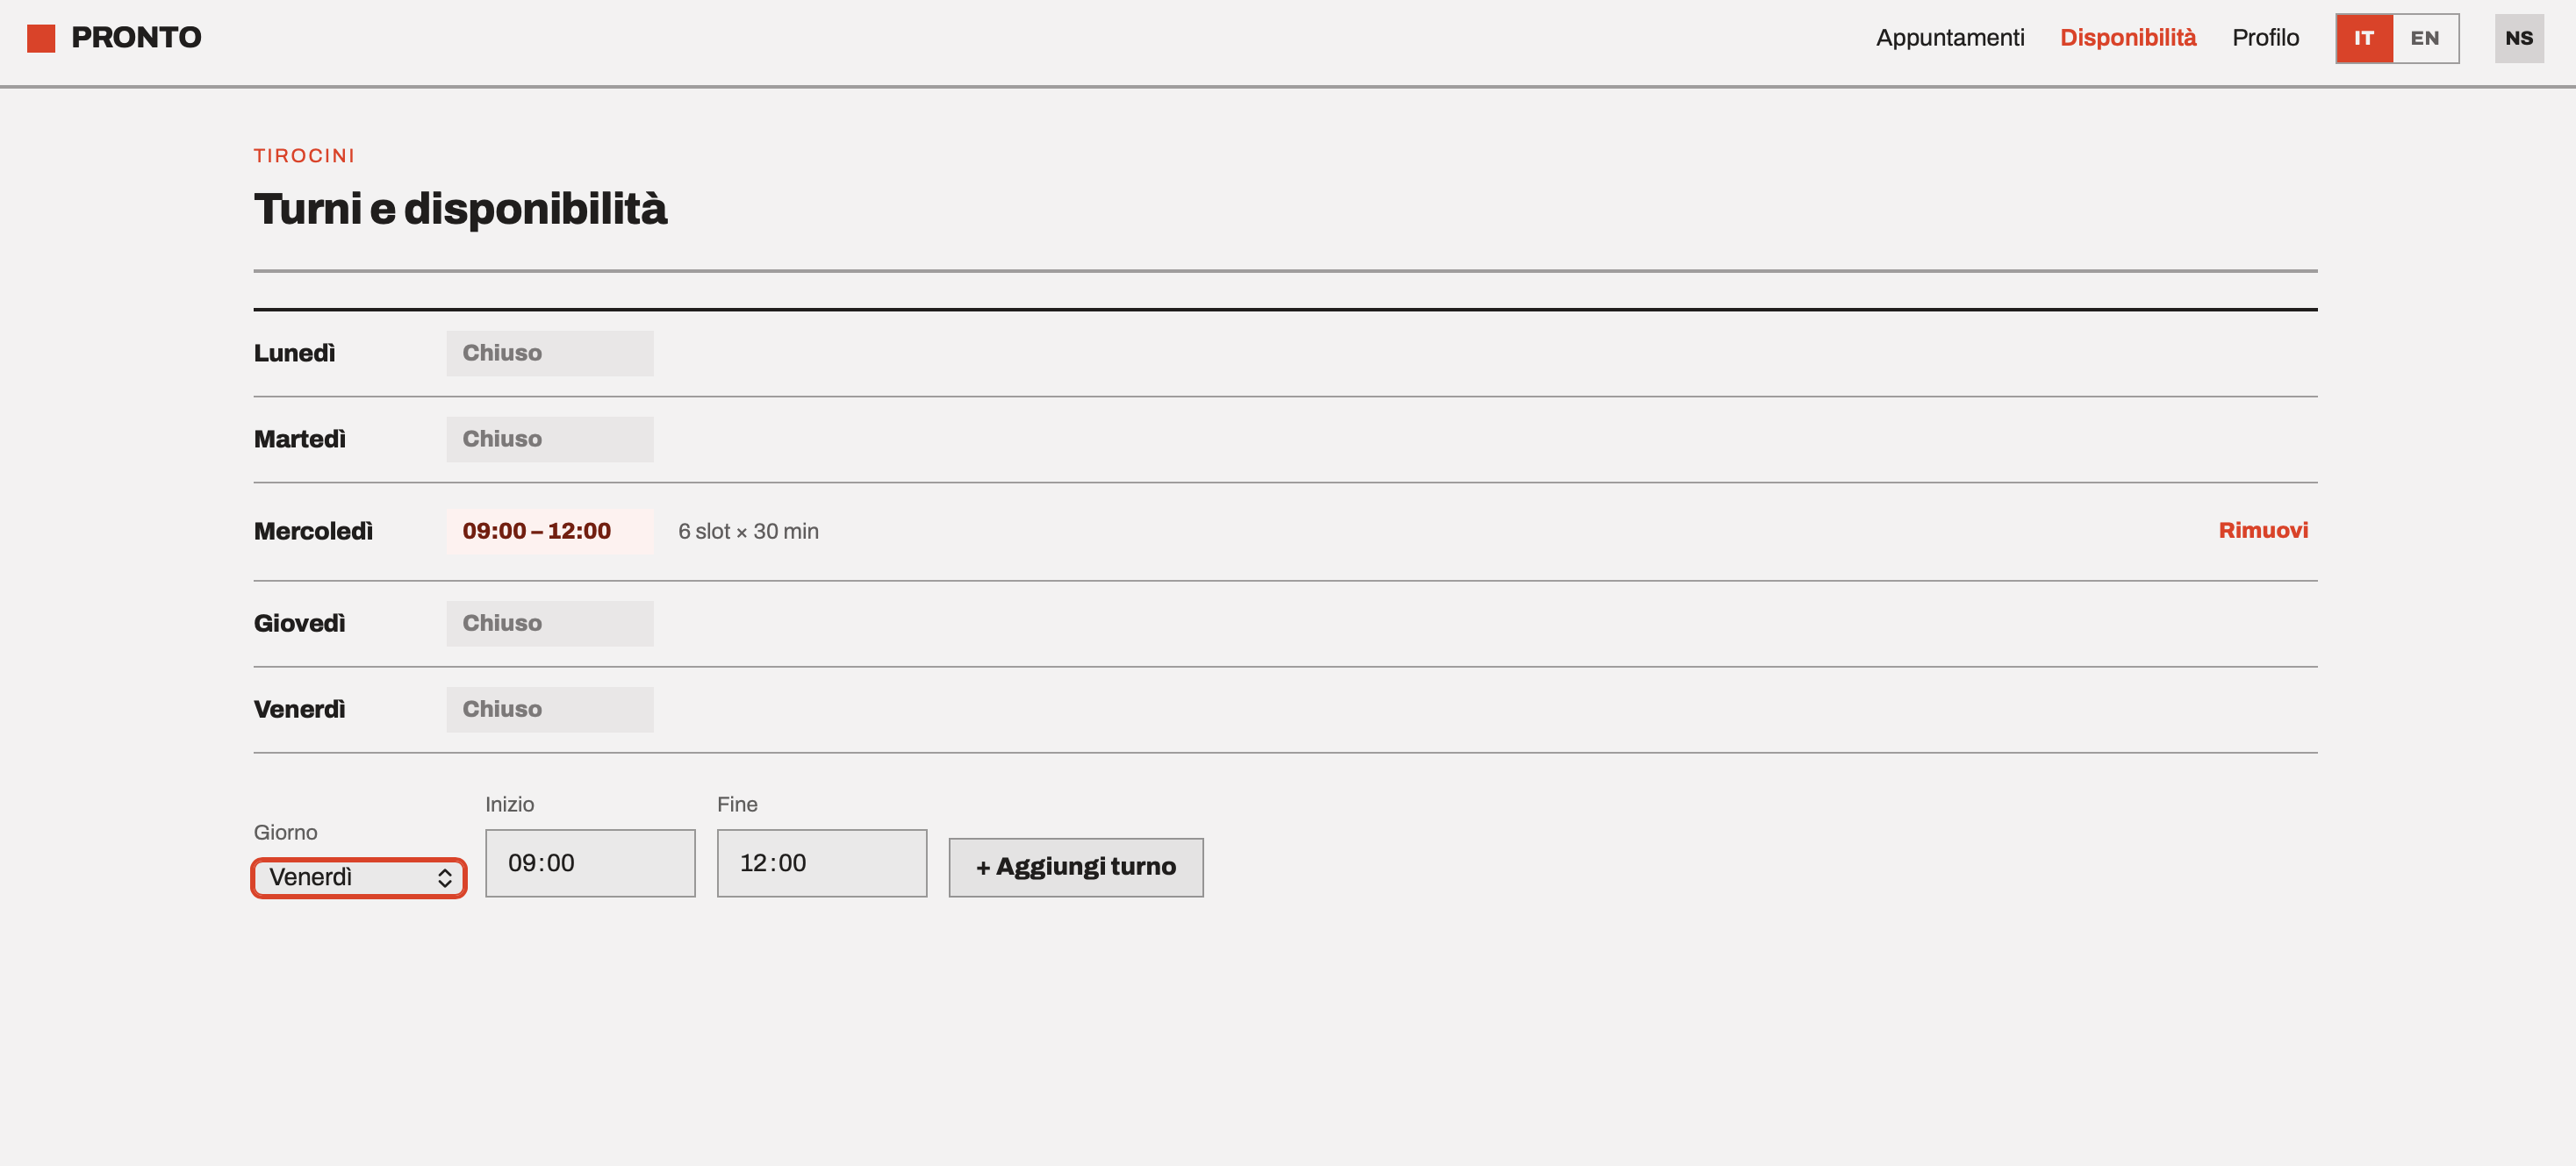 PRONTO
Appuntamenti Disponibilità Profilo IT EN NS
TIROCINI
Turni e disponibilità
Lunedì Chiuso
Martedì Chiuso
Mercoledì 09:00 – 12:00 6 slot × 30 min Rimuovi
Giovedì Chiuso
Venerdì Chiuso
Giorno Inizio Fine
Venerdì 09:00 12:00 + Aggiungi turno